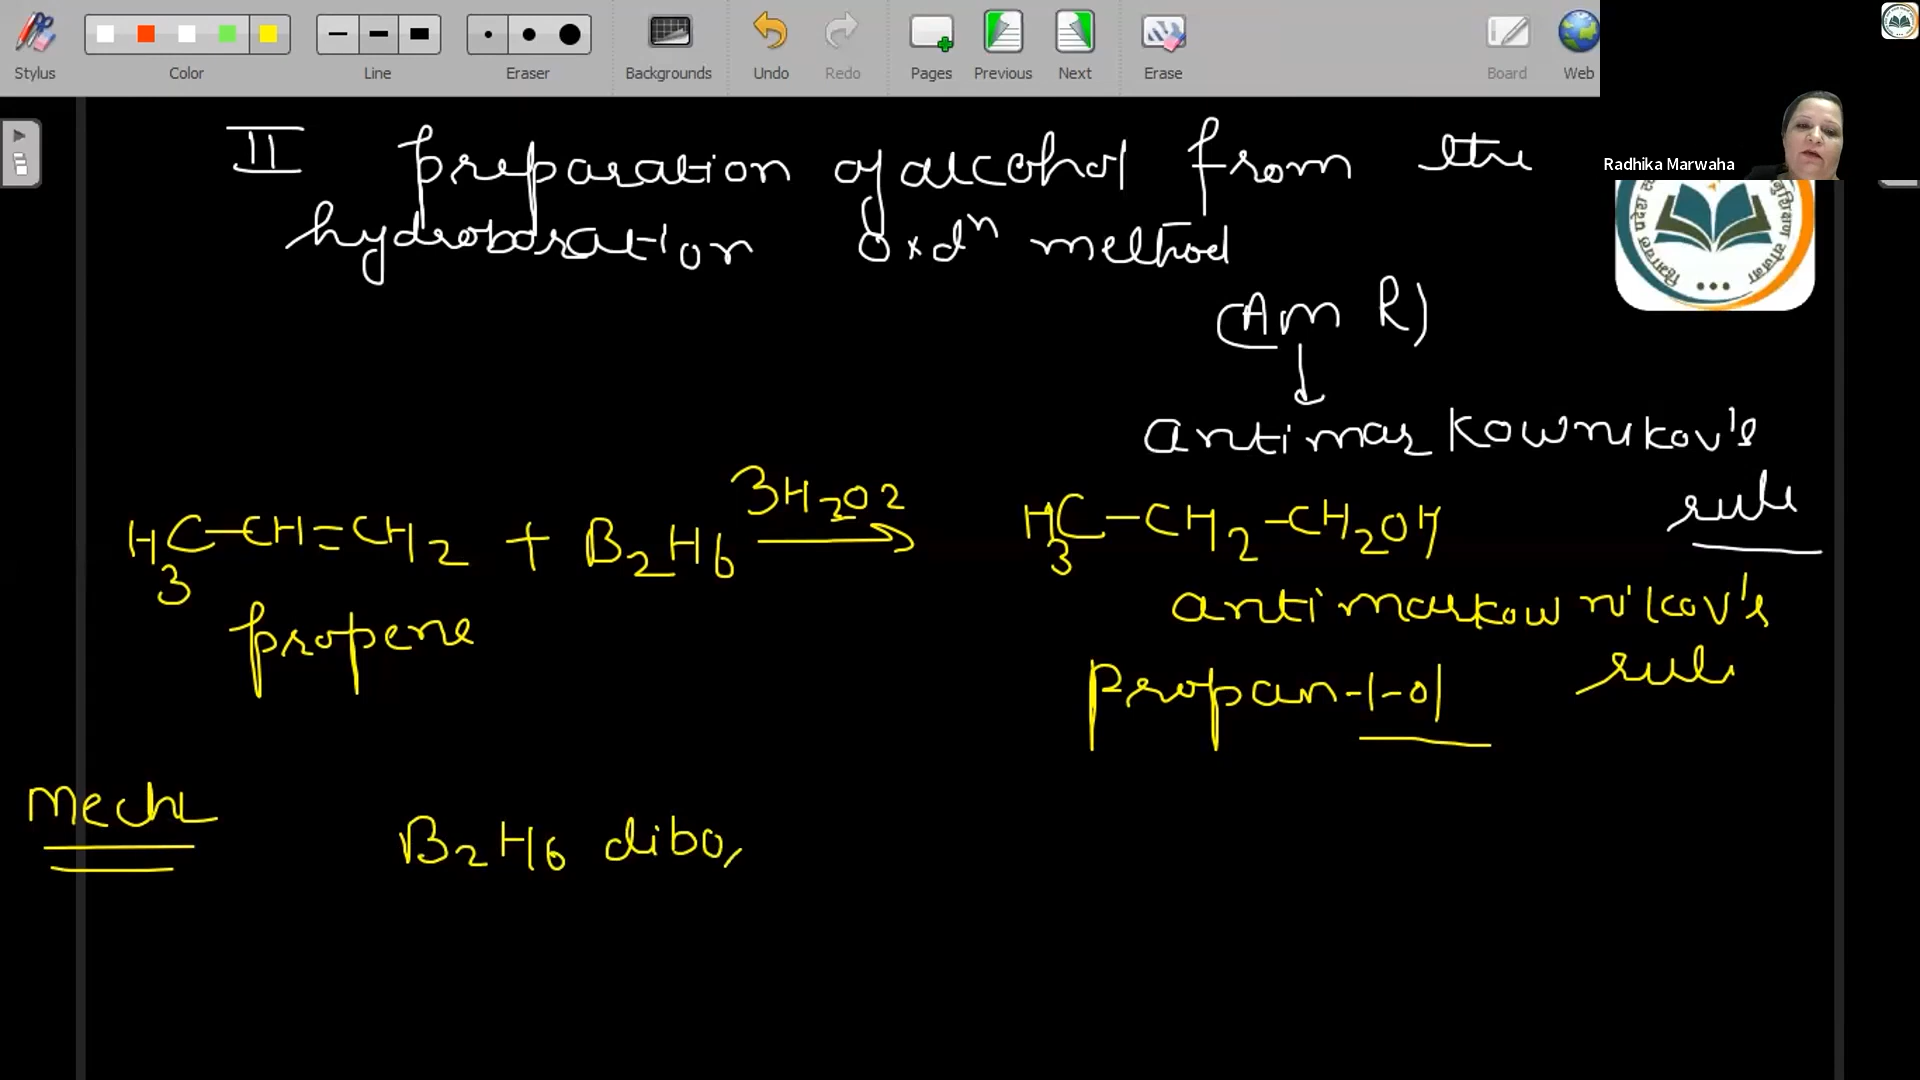 Stylus
Color
Line
Eraser
Backgrounds
Undo
Redo
Pages
Previous
Next
Erase
Board
Web
Radhika Marwaha
II preparation of alcohol from the
hydroboration Oxdⁿ method
(Am R)
antimarkownikov's
rule
H₃C-CH=CH₂ + B₂H₆ 3H₂O₂ → H₃C-CH₂-CH₂OH
propene
antimarkownikov's
rule
propan-1-ol
Mech
B₂H₆ dibo